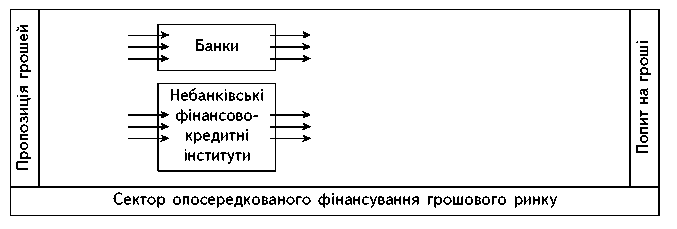 Пропозиція грошей
Банки
Небанківські
фінансово-
кредитні
інститути
Попит на гроші
Сектор опосередкованого фінансування грошового ринку